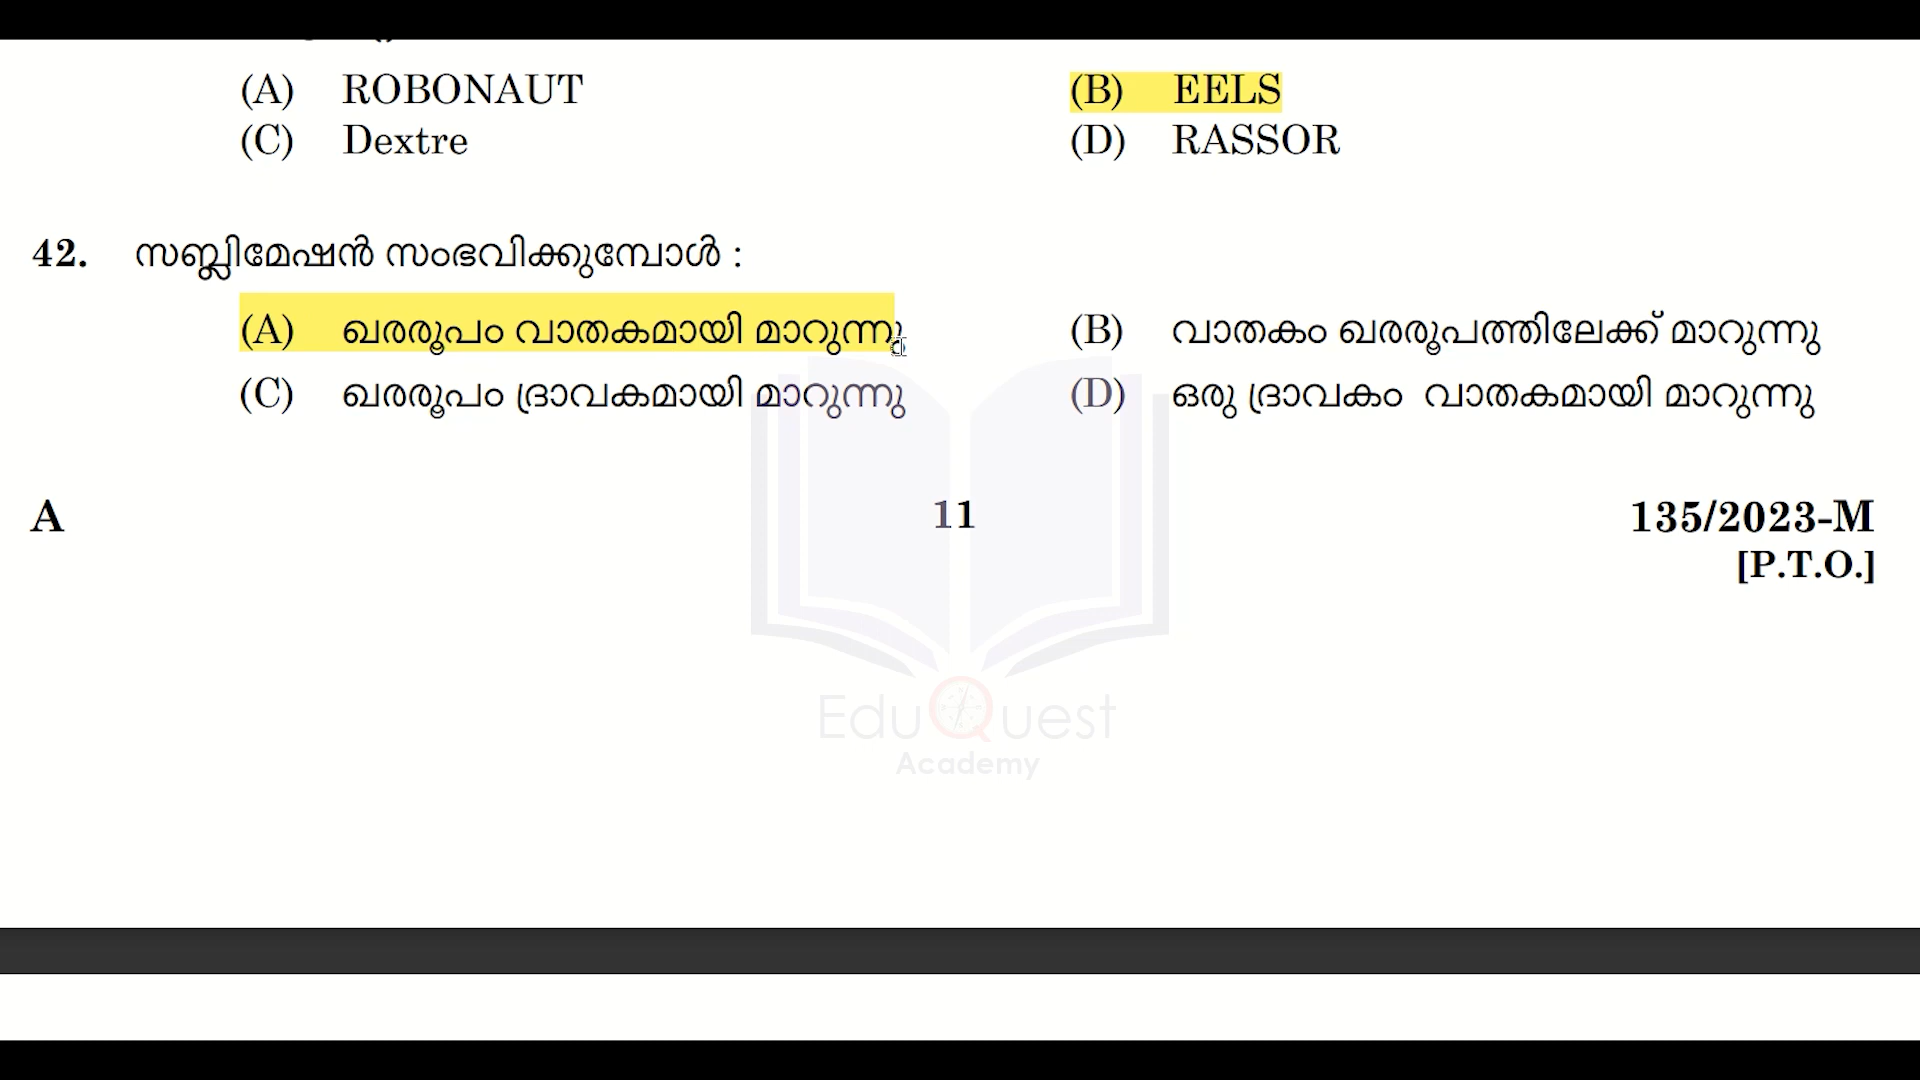 (A) ROBONAUT (B) EELS
(C) Dextre (D) RASSOR
42. സബ്ലിമേഷൻ സംഭവിക്കുമ്പോൾ :
(A) ഖരരൂപം വാതകമായി മാറുന്നു (B) വാതകം ഖരരൂപത്തിലേക്ക് മാറുന്നു
(C) ഖരരൂപം ദ്രാവകമായി മാറുന്നു (D) ഒരു ദ്രാവകം വാതകമായി മാറുന്നു
A 11 135/2023-M
[P.T.O.]
EduQuest
Academy